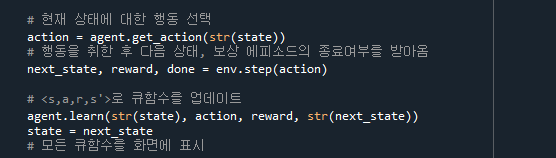 # 현재 상태에 대한 행동 선택
action = agent.get_action(str(state))
# 행동을 취한 후 다음 상태, 보상 에피소드의 종료여부를 받아옴
next_state, reward, done = env.step(action)
# <s,a,r,s'>로 큐함수를 업데이트
agent.learn(str(state), action, reward, str(next_state))
state = next_state
# 모든 큐함수를 화면에 표시